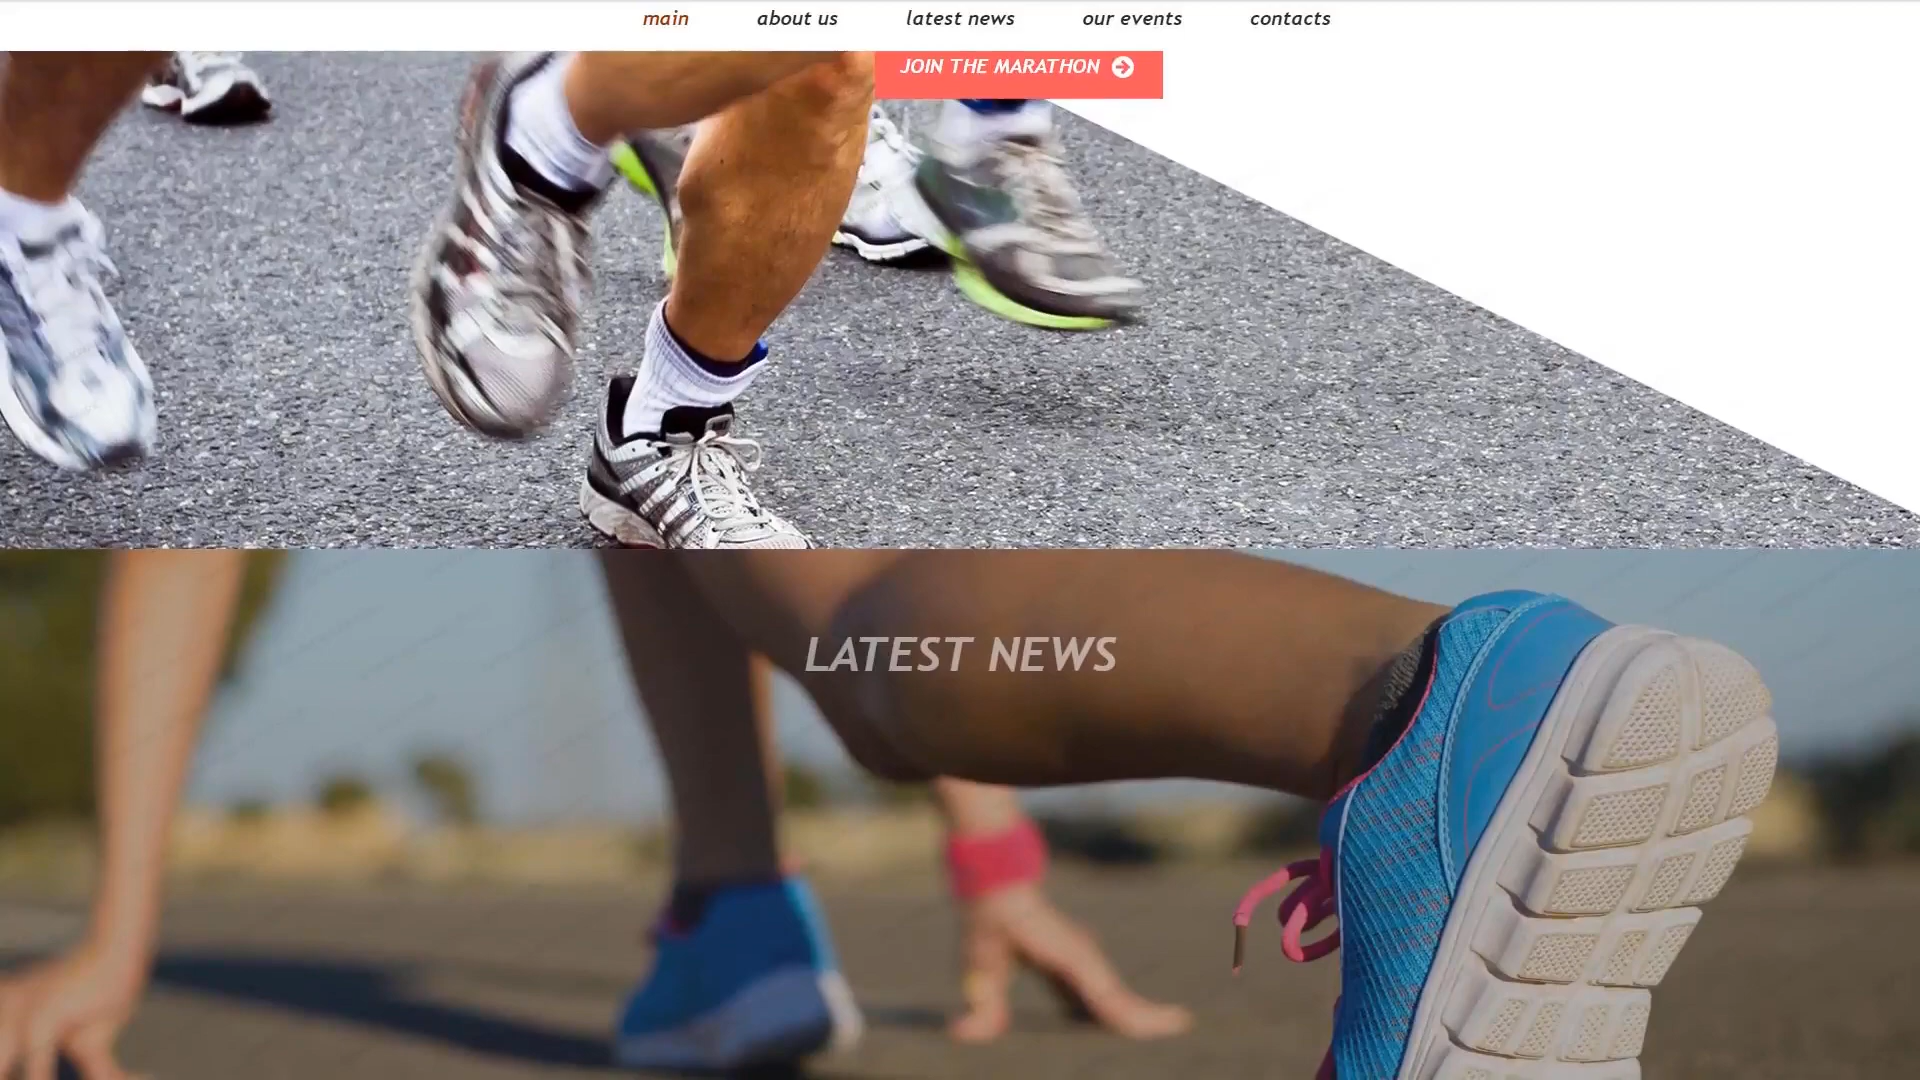 main
about us
latest news
our events
contacts
JOIN THE MARATHON
LATEST NEWS